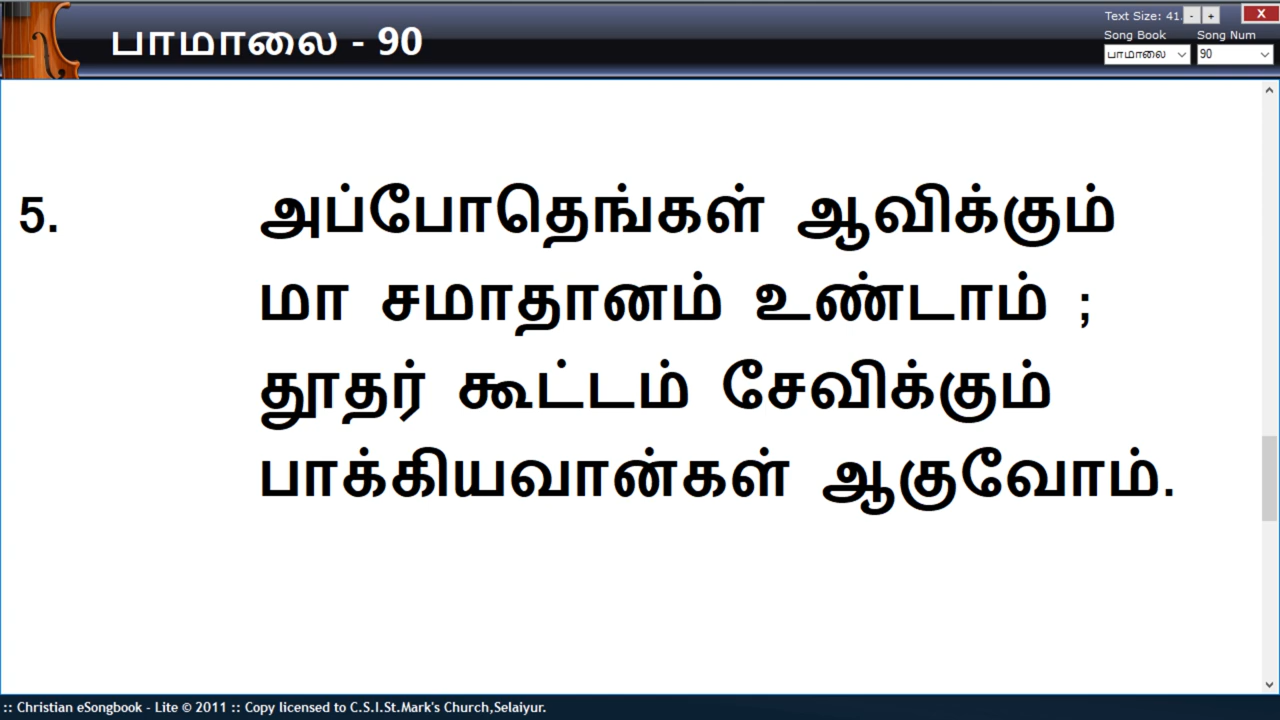 பாமாலை - 90
Text Size: 41. - + X
Song Book Song Num
பாமாலை 90
5. அப்போதெங்கள் ஆவிக்கும்
மா சமாதானம் உண்டாம் ;
தூதர் கூட்டம் சேவிக்கும்
பாக்கியவான்கள் ஆகுவோம்.
:: Christian eSongbook - Lite © 2011 :: Copy licensed to C.S.I.St.Mark's Church,Selaiyur.